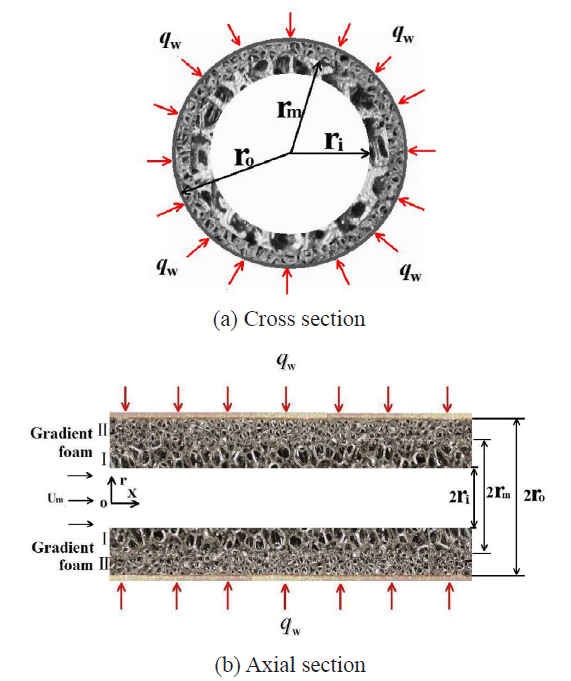 q_w
q_w
r_m
r_i
r_o
q_w
q_w
(a) Cross section
q_w
Gradient II
foam I
r
U_m
o
X
2r_i
2r_m
2r_o
Gradient I
foam II
q_w
(b) Axial section